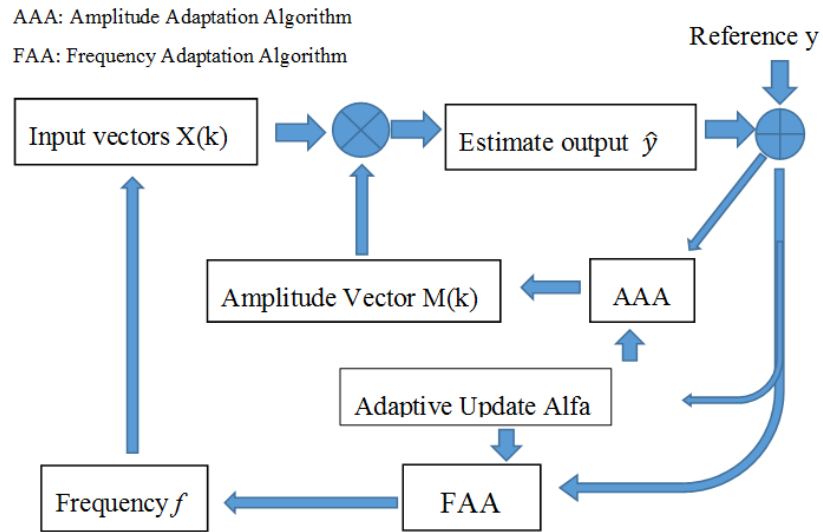 AAA: Amplitude Adaptation Algorithm
FAA: Frequency Adaptation Algorithm
Reference y
Input vectors X(k)
Estimate output ŷ
Amplitude Vector M(k)
AAA
Adaptive Update Alfa
Frequency f
FAA